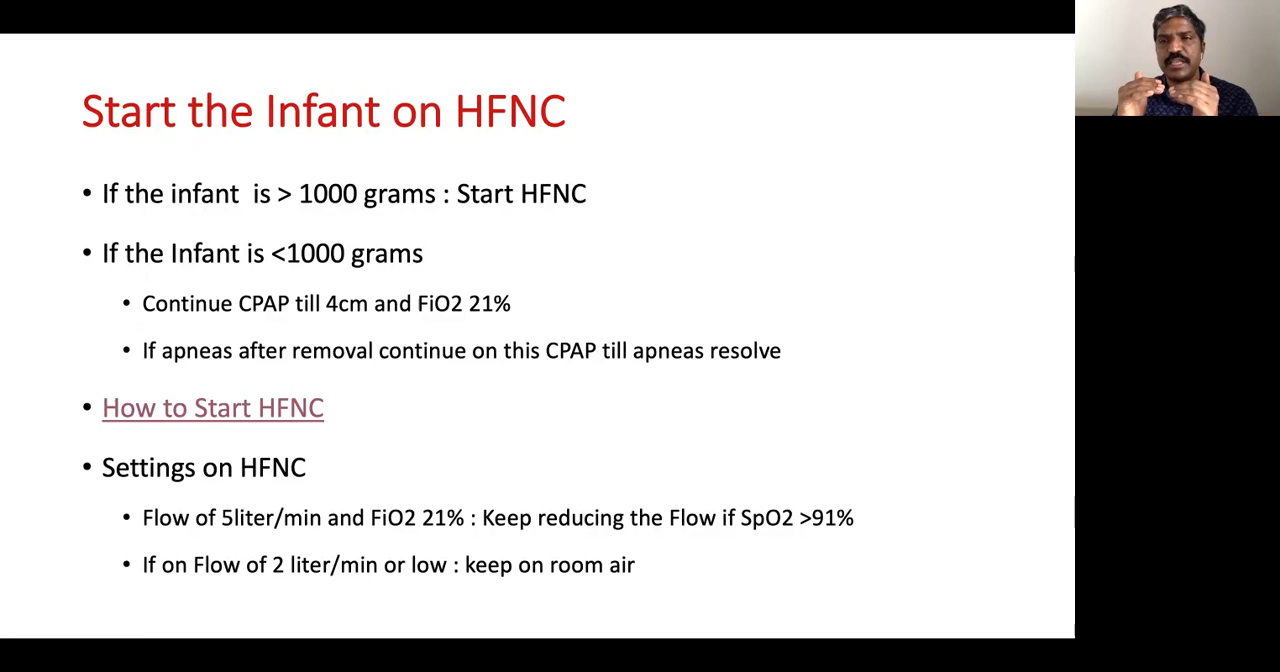 Start the Infant on HFNC
• If the infant  is > 1000 grams : Start HFNC
• If the Infant is <1000 grams
• Continue CPAP till 4cm and FiO2 21%
• If apneas after removal continue on this CPAP till apneas resolve
• How to Start HFNC
• Settings on HFNC
• Flow of 5liter/min and FiO2 21% : Keep reducing the Flow if SpO2 >91%
• If on Flow of 2 liter/min or low : keep on room air